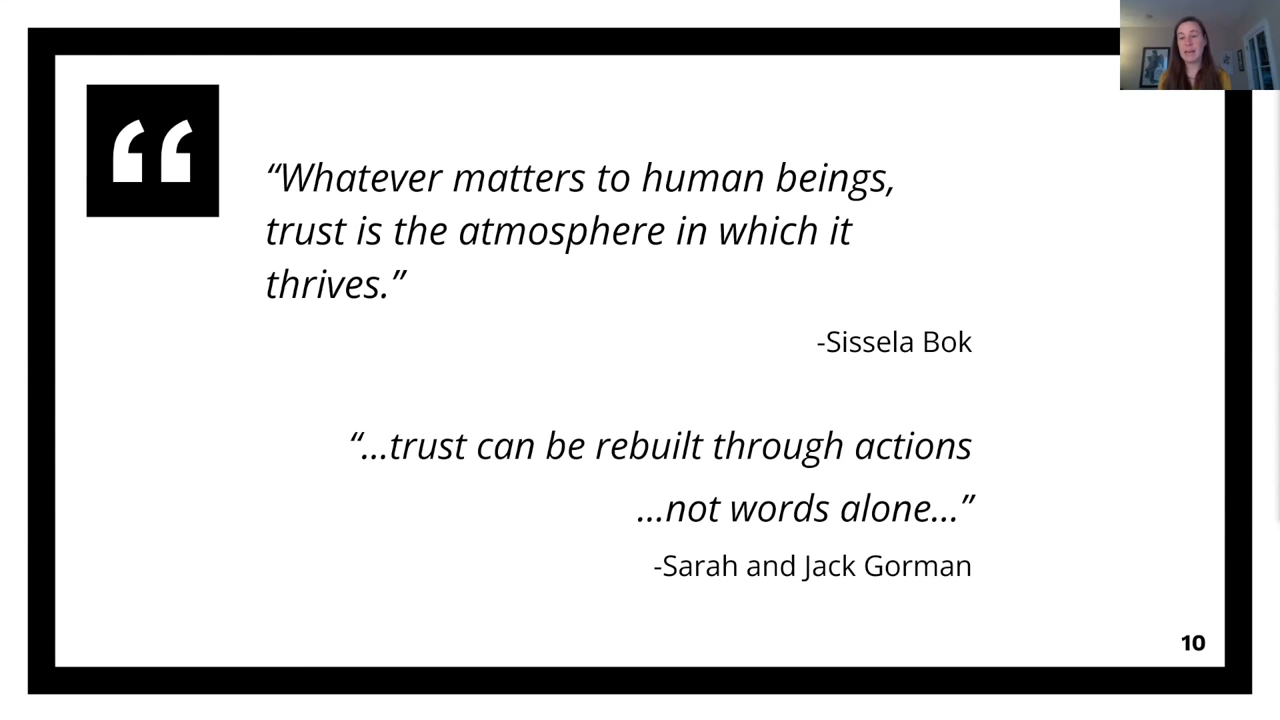 “Whatever matters to human beings,
trust is the atmosphere in which it
thrives.”
-Sissela Bok
“...trust can be rebuilt through actions
...not words alone...”
-Sarah and Jack Gorman
10